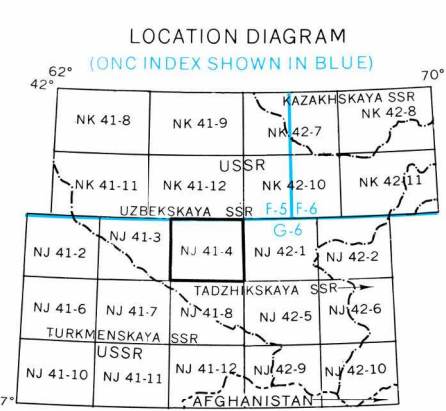 LOCATION DIAGRAM
(ONC INDEX SHOWN IN BLUE)
62° 70°
42°
KAZAKHSKAYA SSR
NK 41-8 NK 41-9 NK 42-7 NK 42-8
USSR
NK 41-11 NK 41-12 NK 42-10 NK 42-11
UZBEKSKAYA SSR F-5 F-6
G-6
NJ 41-2 NJ 41-3 NJ 41-4 NJ 42-1 NJ 42-2
TADZHIKSKAYA SSR
NJ 41-6 NJ 41-7 NJ 41-8 NJ 42-5 NJ 42-6
TURKMENSKAYA SSR
USSR
NJ 41-10 NJ 41-11 NJ 41-12 NJ 42-9 NJ 42-10
7° AFGHANISTAN